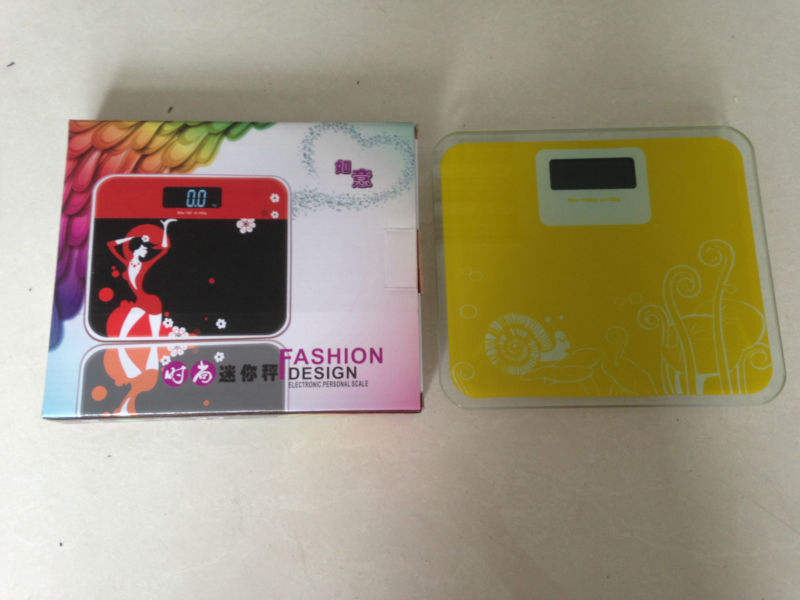 如意
0.0
时尚迷你秤
FASHION
DESIGN
ELECTRONIC PERSONAL SCALE